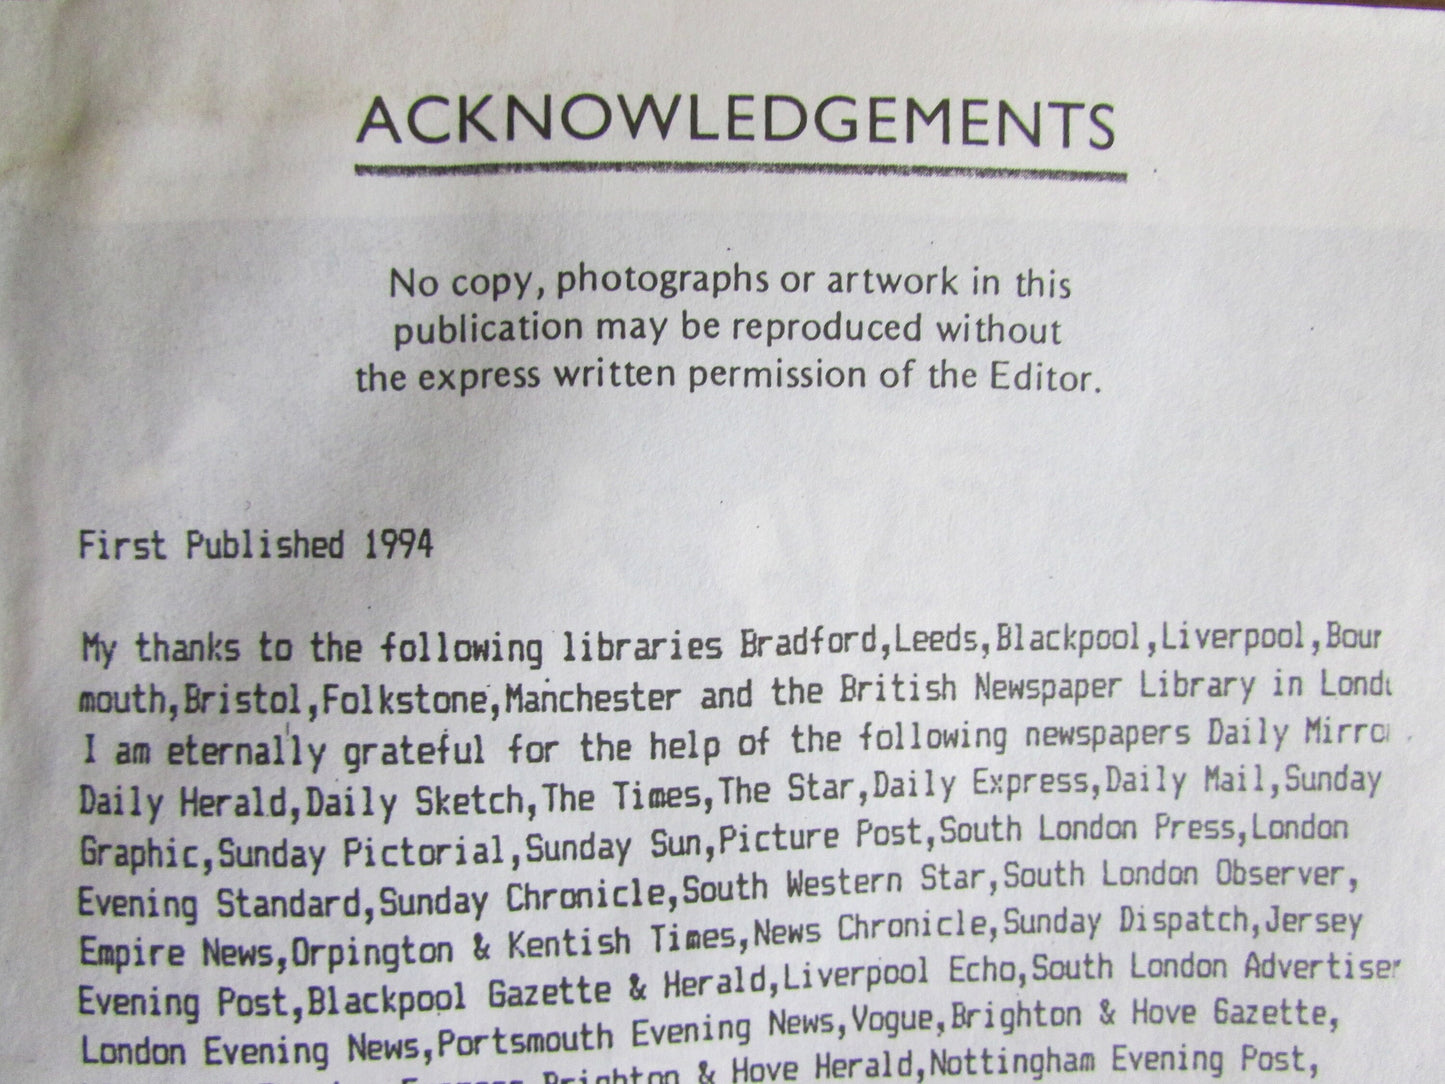 ACKNOWLEDGEMENTS
No copy, photographs or artwork in this
publication may be reproduced without
the express written permission of the Editor.
First Published 1994
My thanks to the following libraries Bradford,Leeds,Blackpool,Liverpool,Bour
mouth,Bristol,Folkstone,Manchester and the British Newspaper Library in Londo
I am eternally grateful for the help of the following newspapers Daily Mirror
Daily Herald,Daily Sketch,The Times,The Star,Daily Express,Daily Mail,Sunday
Graphic,Sunday Pictorial,Sunday Sun,Picture Post,South London Press,London
Evening Standard,Sunday Chronicle,South Western Star,South London Observer,
Empire News,Orpington & Kentish Times,News Chronicle,Sunday Dispatch,Jersey
Evening Post,Blackpool Gazette & Herald,Liverpool Echo,South London Advertiser
London Evening News,Portsmouth Evening News,Vogue,Brighton & Hove Gazette,
Brighton & Hove Herald,Nottingham Evening Post,